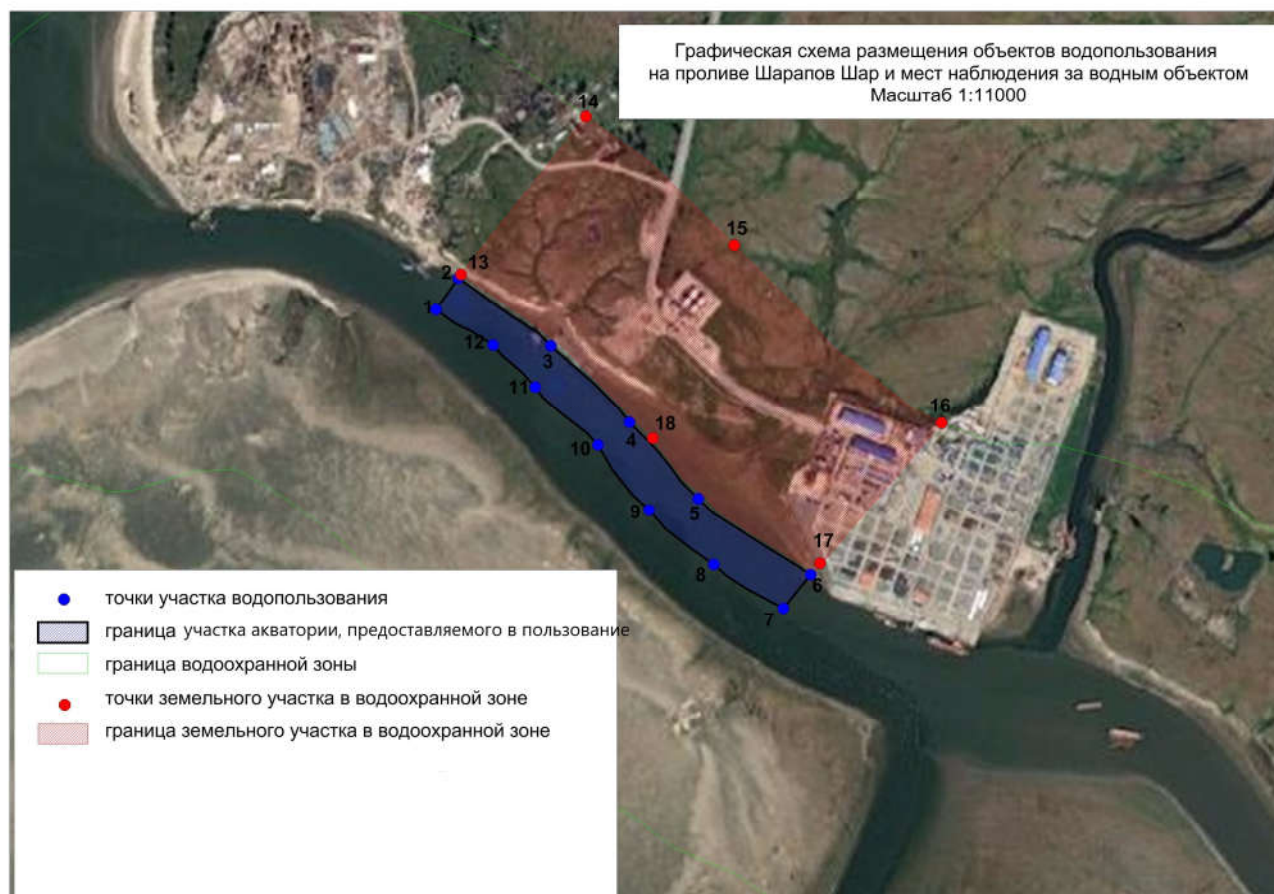 Графическая схема размещения объектов водопользования
на проливе Шарапов Шар и мест наблюдения за водным объектом
Масштаб 1:11000
14
15
2 13
1
12
3
11
16
4 18
10
5
9
17
8
6
7
точки участка водопользования
граница участка акватории, предоставляемого в пользование
граница водоохранной зоны
точки земельного участка в водоохранной зоне
граница земельного участка в водоохранной зоне